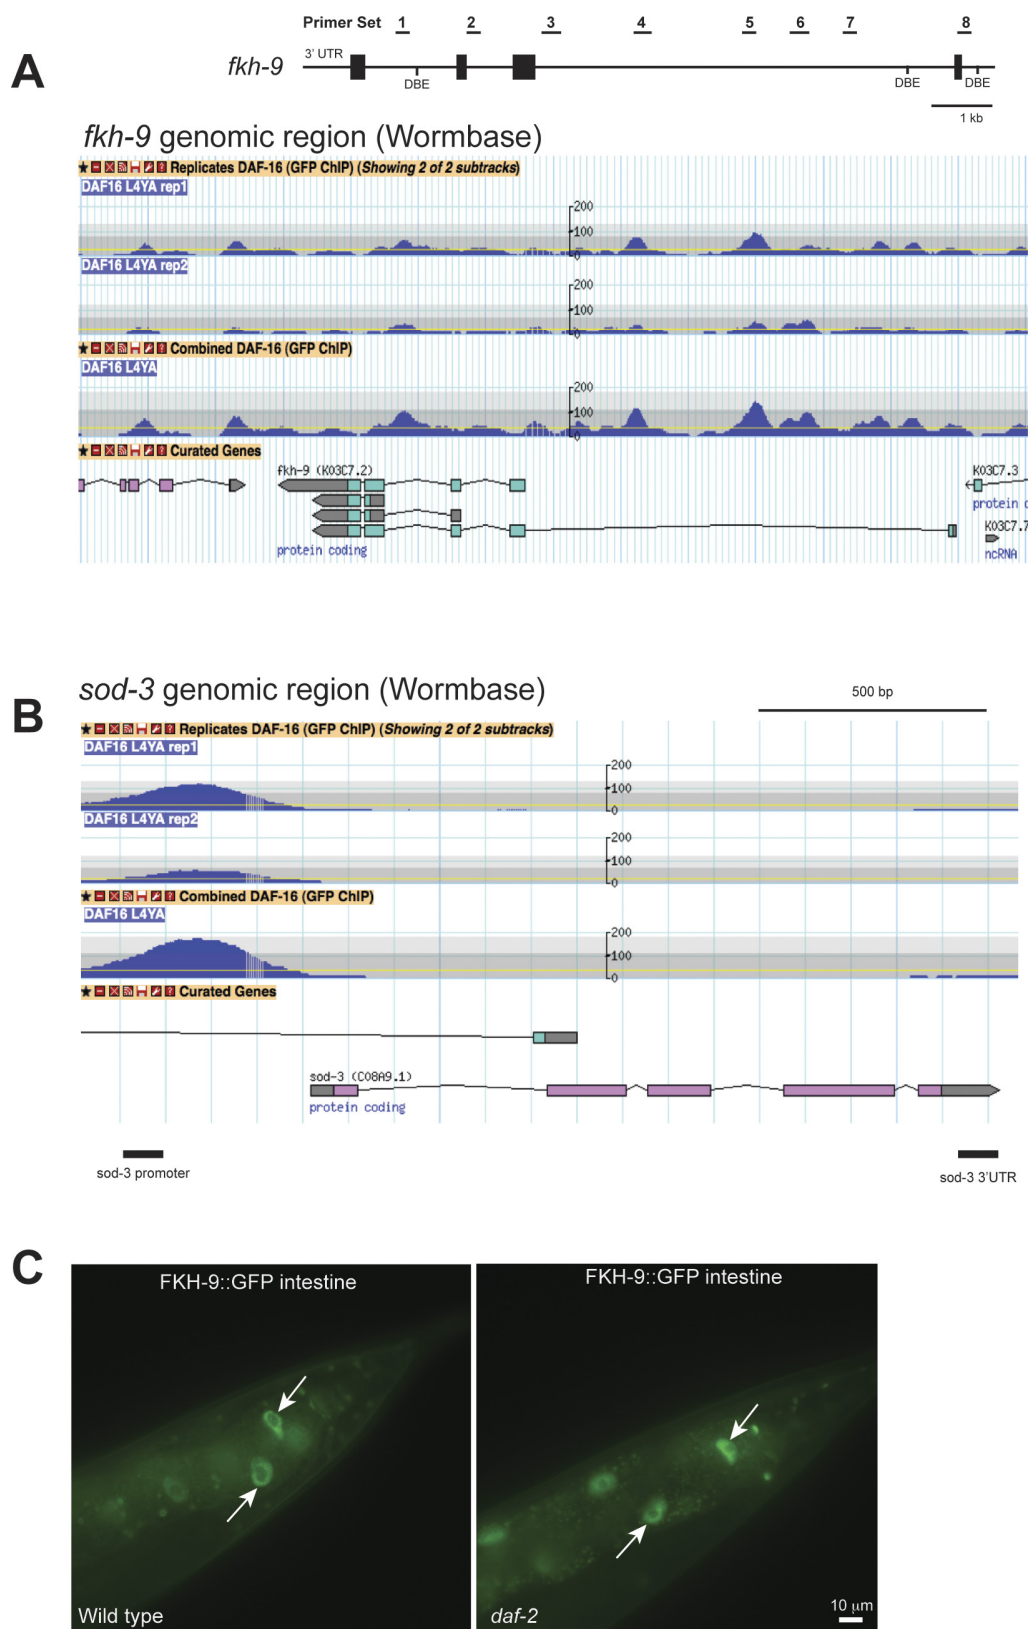 Primer Set 1 2 3 4 5 6 7 8
A
fkh-9
3' UTR
DBE
DBE
DBE
1 kb
fkh-9 genomic region (Wormbase)
Replicates DAF-16 (GFP ChIP) (Showing 2 of 2 subtracks)
DAF16 L4YA rep1
200
100
0
DAF16 L4YA rep2
200
100
0
Combined DAF-16 (GFP ChIP)
DAF16 L4YA
200
100
0
Curated Genes
fkh-9 (K03C7.2)
K03C7.3
protein c
K03C7.7
ncRNA
protein coding
B
sod-3 genomic region (Wormbase)
500 bp
Replicates DAF-16 (GFP ChIP) (Showing 2 of 2 subtracks)
DAF16 L4YA rep1
200
100
0
DAF16 L4YA rep2
200
100
0
Combined DAF-16 (GFP ChIP)
DAF16 L4YA
200
100
0
Curated Genes
sod-3 (C08A9.1)
protein coding
sod-3 promoter
sod-3 3'UTR
C
FKH-9::GFP intestine
FKH-9::GFP intestine
Wild type
daf-2
10 µm